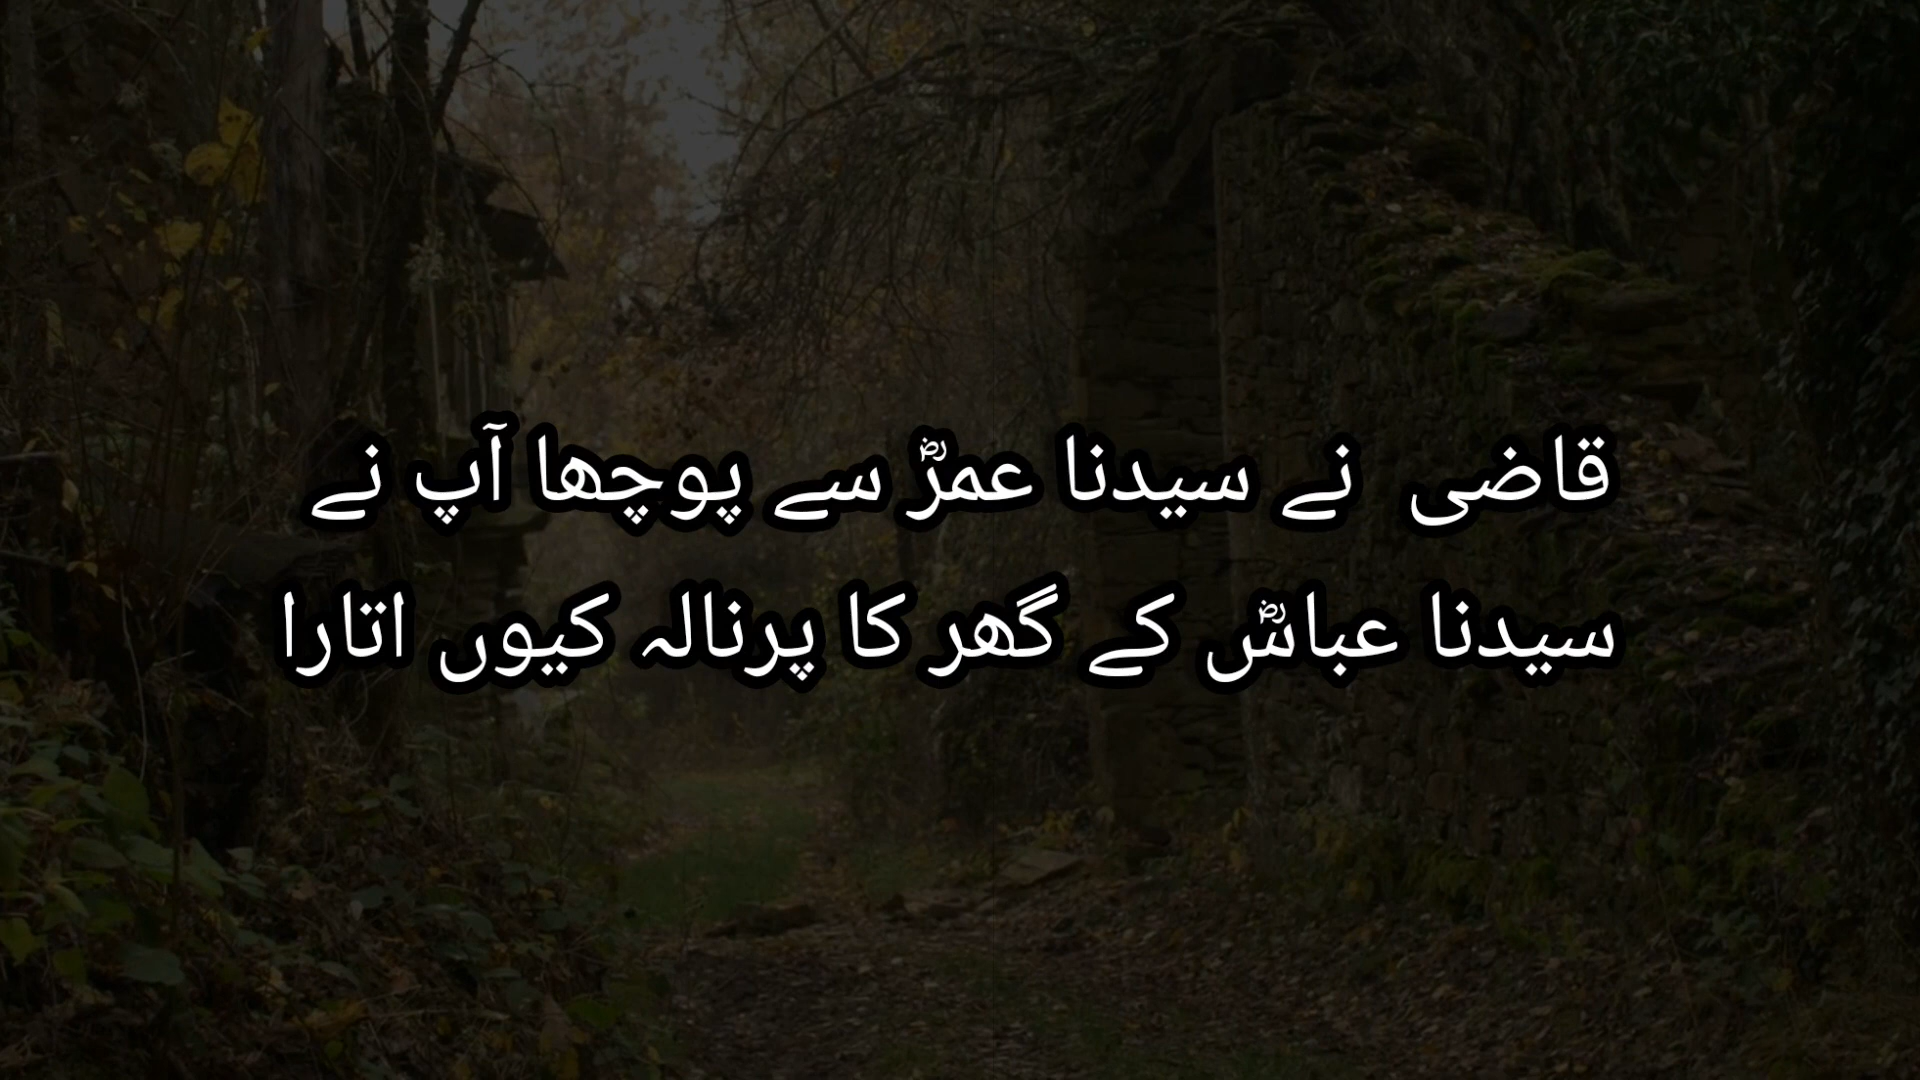 قاضی نے سیدنا عمرؓ سے پوچھا آپ نے
سیدنا عباسؓ کے گھر کا پرنالہ کیوں اتارا